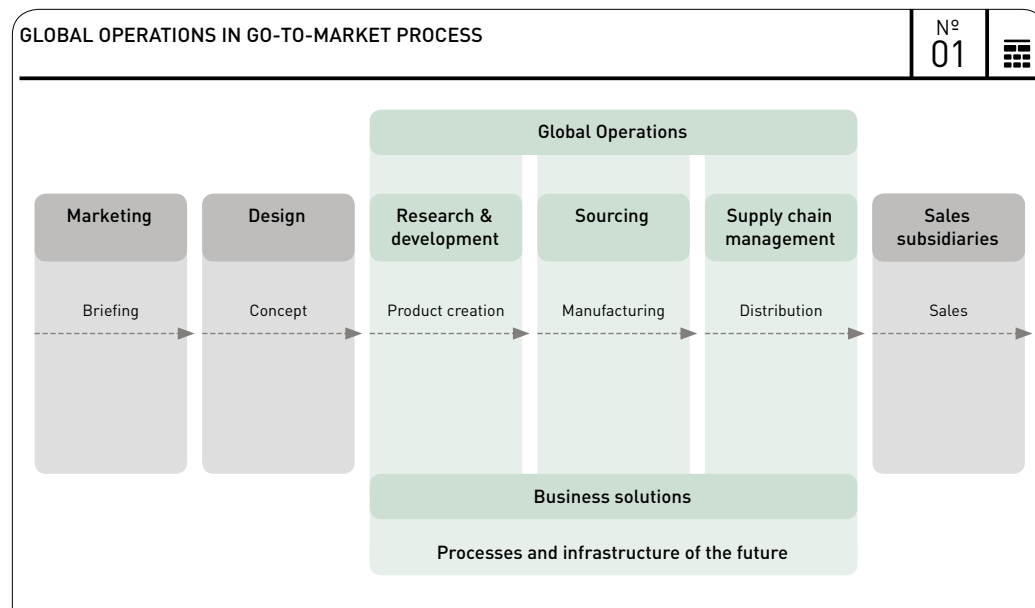 GLOBAL OPERATIONS IN GO-TO-MARKET PROCESS
Nº
01
Global Operations
Marketing
Design
Research &
development
Sourcing
Supply chain
management
Sales
subsidiaries
Briefing
Concept
Product creation
Manufacturing
Distribution
Sales
Business solutions
Processes and infrastructure of the future